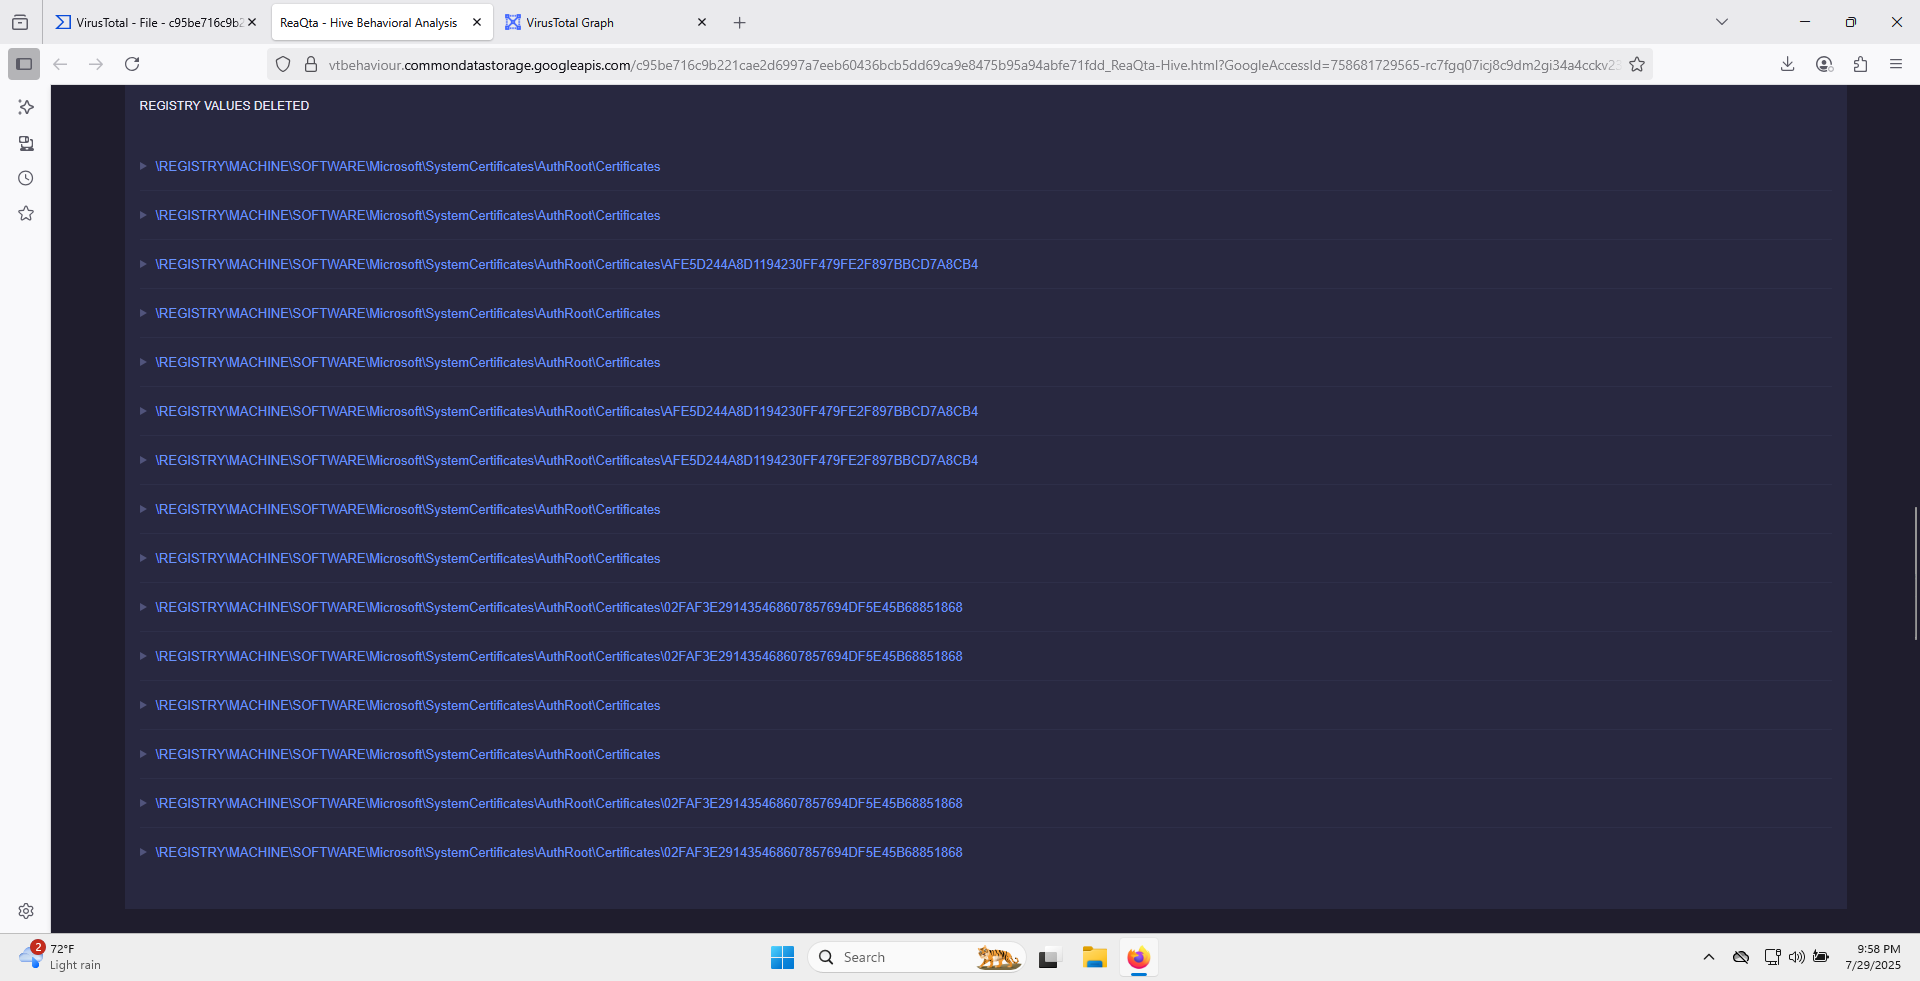 VirusTotal - File - c95be716c9b2
ReaQta - Hive Behavioral Analysis
VirusTotal Graph
vtbehaviour.commondatastorage.googleapis.com/c95be716c9b221cae2d6997a7eeb60436bcb5dd69ca9e8475b95a94abfe71fdd_ReaQta-Hive.html?GoogleAccessId=758681729565-rc7fgq07icj8c9dm2gi34a4cckv23
REGISTRY VALUES DELETED
\REGISTRY\MACHINE\SOFTWARE\Microsoft\SystemCertificates\AuthRoot\Certificates
\REGISTRY\MACHINE\SOFTWARE\Microsoft\SystemCertificates\AuthRoot\Certificates
\REGISTRY\MACHINE\SOFTWARE\Microsoft\SystemCertificates\AuthRoot\Certificates\AFE5D244A8D1194230FF479FE2F897BBCD7A8CB4
\REGISTRY\MACHINE\SOFTWARE\Microsoft\SystemCertificates\AuthRoot\Certificates
\REGISTRY\MACHINE\SOFTWARE\Microsoft\SystemCertificates\AuthRoot\Certificates
\REGISTRY\MACHINE\SOFTWARE\Microsoft\SystemCertificates\AuthRoot\Certificates\AFE5D244A8D1194230FF479FE2F897BBCD7A8CB4
\REGISTRY\MACHINE\SOFTWARE\Microsoft\SystemCertificates\AuthRoot\Certificates\AFE5D244A8D1194230FF479FE2F897BBCD7A8CB4
\REGISTRY\MACHINE\SOFTWARE\Microsoft\SystemCertificates\AuthRoot\Certificates
\REGISTRY\MACHINE\SOFTWARE\Microsoft\SystemCertificates\AuthRoot\Certificates
\REGISTRY\MACHINE\SOFTWARE\Microsoft\SystemCertificates\AuthRoot\Certificates\02FAF3E291435468607857694DF5E45B68851868
\REGISTRY\MACHINE\SOFTWARE\Microsoft\SystemCertificates\AuthRoot\Certificates\02FAF3E291435468607857694DF5E45B68851868
\REGISTRY\MACHINE\SOFTWARE\Microsoft\SystemCertificates\AuthRoot\Certificates
\REGISTRY\MACHINE\SOFTWARE\Microsoft\SystemCertificates\AuthRoot\Certificates
\REGISTRY\MACHINE\SOFTWARE\Microsoft\SystemCertificates\AuthRoot\Certificates\02FAF3E291435468607857694DF5E45B68851868
\REGISTRY\MACHINE\SOFTWARE\Microsoft\SystemCertificates\AuthRoot\Certificates\02FAF3E291435468607857694DF5E45B68851868
2
72°F
Light rain
Search
9:58 PM
7/29/2025